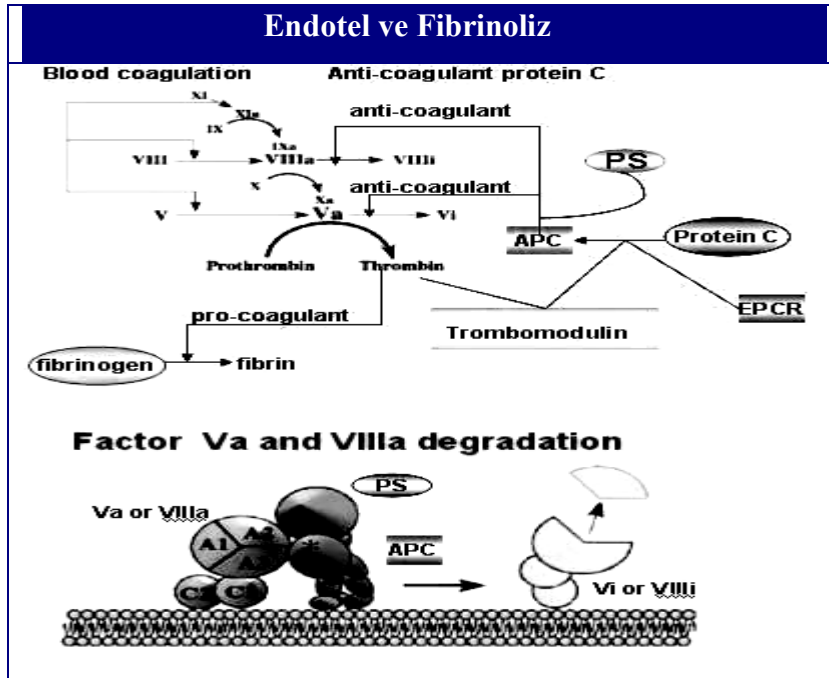 Endotel ve Fibrinoliz
Blood coagulation Anti-coagulant protein C
XI
XIa
IX
IXa
anti-coagulant
VIII VIIIa VIIIi
PS
X
Xa
anti-coagulant
V Va Vi
APC
Protein C
Prothrombin Thrombin
EPCR
pro-coagulant
Trombomodulin
fibrinogen fibrin
Factor Va and VIIIa degradation
PS
Va or VIIIa
A1 A2
A3
APC
C2 C1
*
Vi or VIIIi